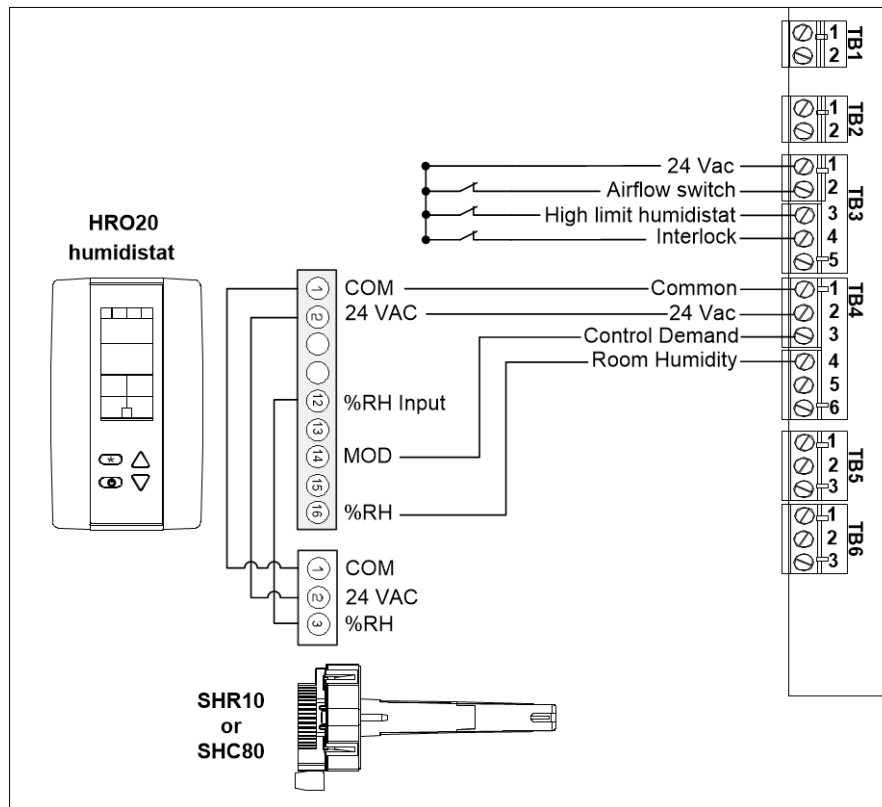 1
2
TB1
1
2
TB2
24 Vac
Airflow switch
High limit humidistat
Interlock
1
2
3
4
5
TB3
HRO20
humidistat
1 COM
2 24 VAC
12 %RH Input
13
14 MOD
15
16 %RH
Common
24 Vac
Control Demand
Room Humidity
1
2
3
4
5
6
TB4
1
2
3
TB5
1
2
3
TB6
1 COM
2 24 VAC
3 %RH
SHR10
or
SHC80